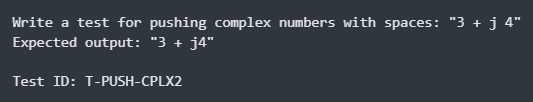 Write a test for pushing complex numbers with spaces: "3 + j 4"
Expected output: "3 + j4"
Test ID: T-PUSH-CPLX2